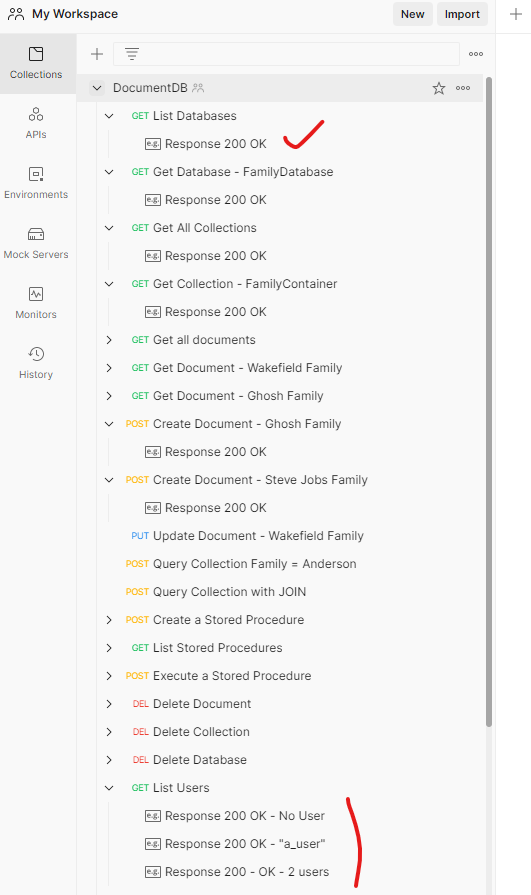 My Workspace
New
Import
Collections
DocumentDB
GET List Databases
e.g. Response 200 OK
APIs
GET Get Database - FamilyDatabase
Environments
e.g. Response 200 OK
GET Get All Collections
Mock Servers
e.g. Response 200 OK
GET Get Collection - FamilyContainer
Monitors
e.g. Response 200 OK
GET Get all documents
History
GET Get Document - Wakefield Family
GET Get Document - Ghosh Family
POST Create Document - Ghosh Family
e.g. Response 200 OK
POST Create Document - Steve Jobs Family
e.g. Response 200 OK
PUT Update Document - Wakefield Family
POST Query Collection Family = Anderson
POST Query Collection with JOIN
POST Create a Stored Procedure
GET List Stored Procedures
POST Execute a Stored Procedure
DEL Delete Document
DEL Delete Collection
DEL Delete Database
GET List Users
e.g. Response 200 OK - No User
e.g. Response 200 OK - "a_user"
e.g. Response 200 - OK - 2 users